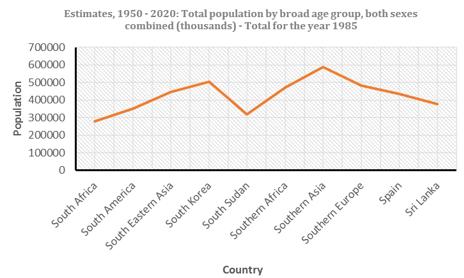 Estimates, 1950 - 2020: Total population by broad age group, both sexes
combined (thousands) - Total for the year 1985
700000
600000
500000
400000
300000
200000
100000
0
Population
South Africa
South America
South Eastern Asia
South Korea
South Sudan
Southern Africa
Southern Asia
Southern Europe
Spain
Sri Lanka
Country